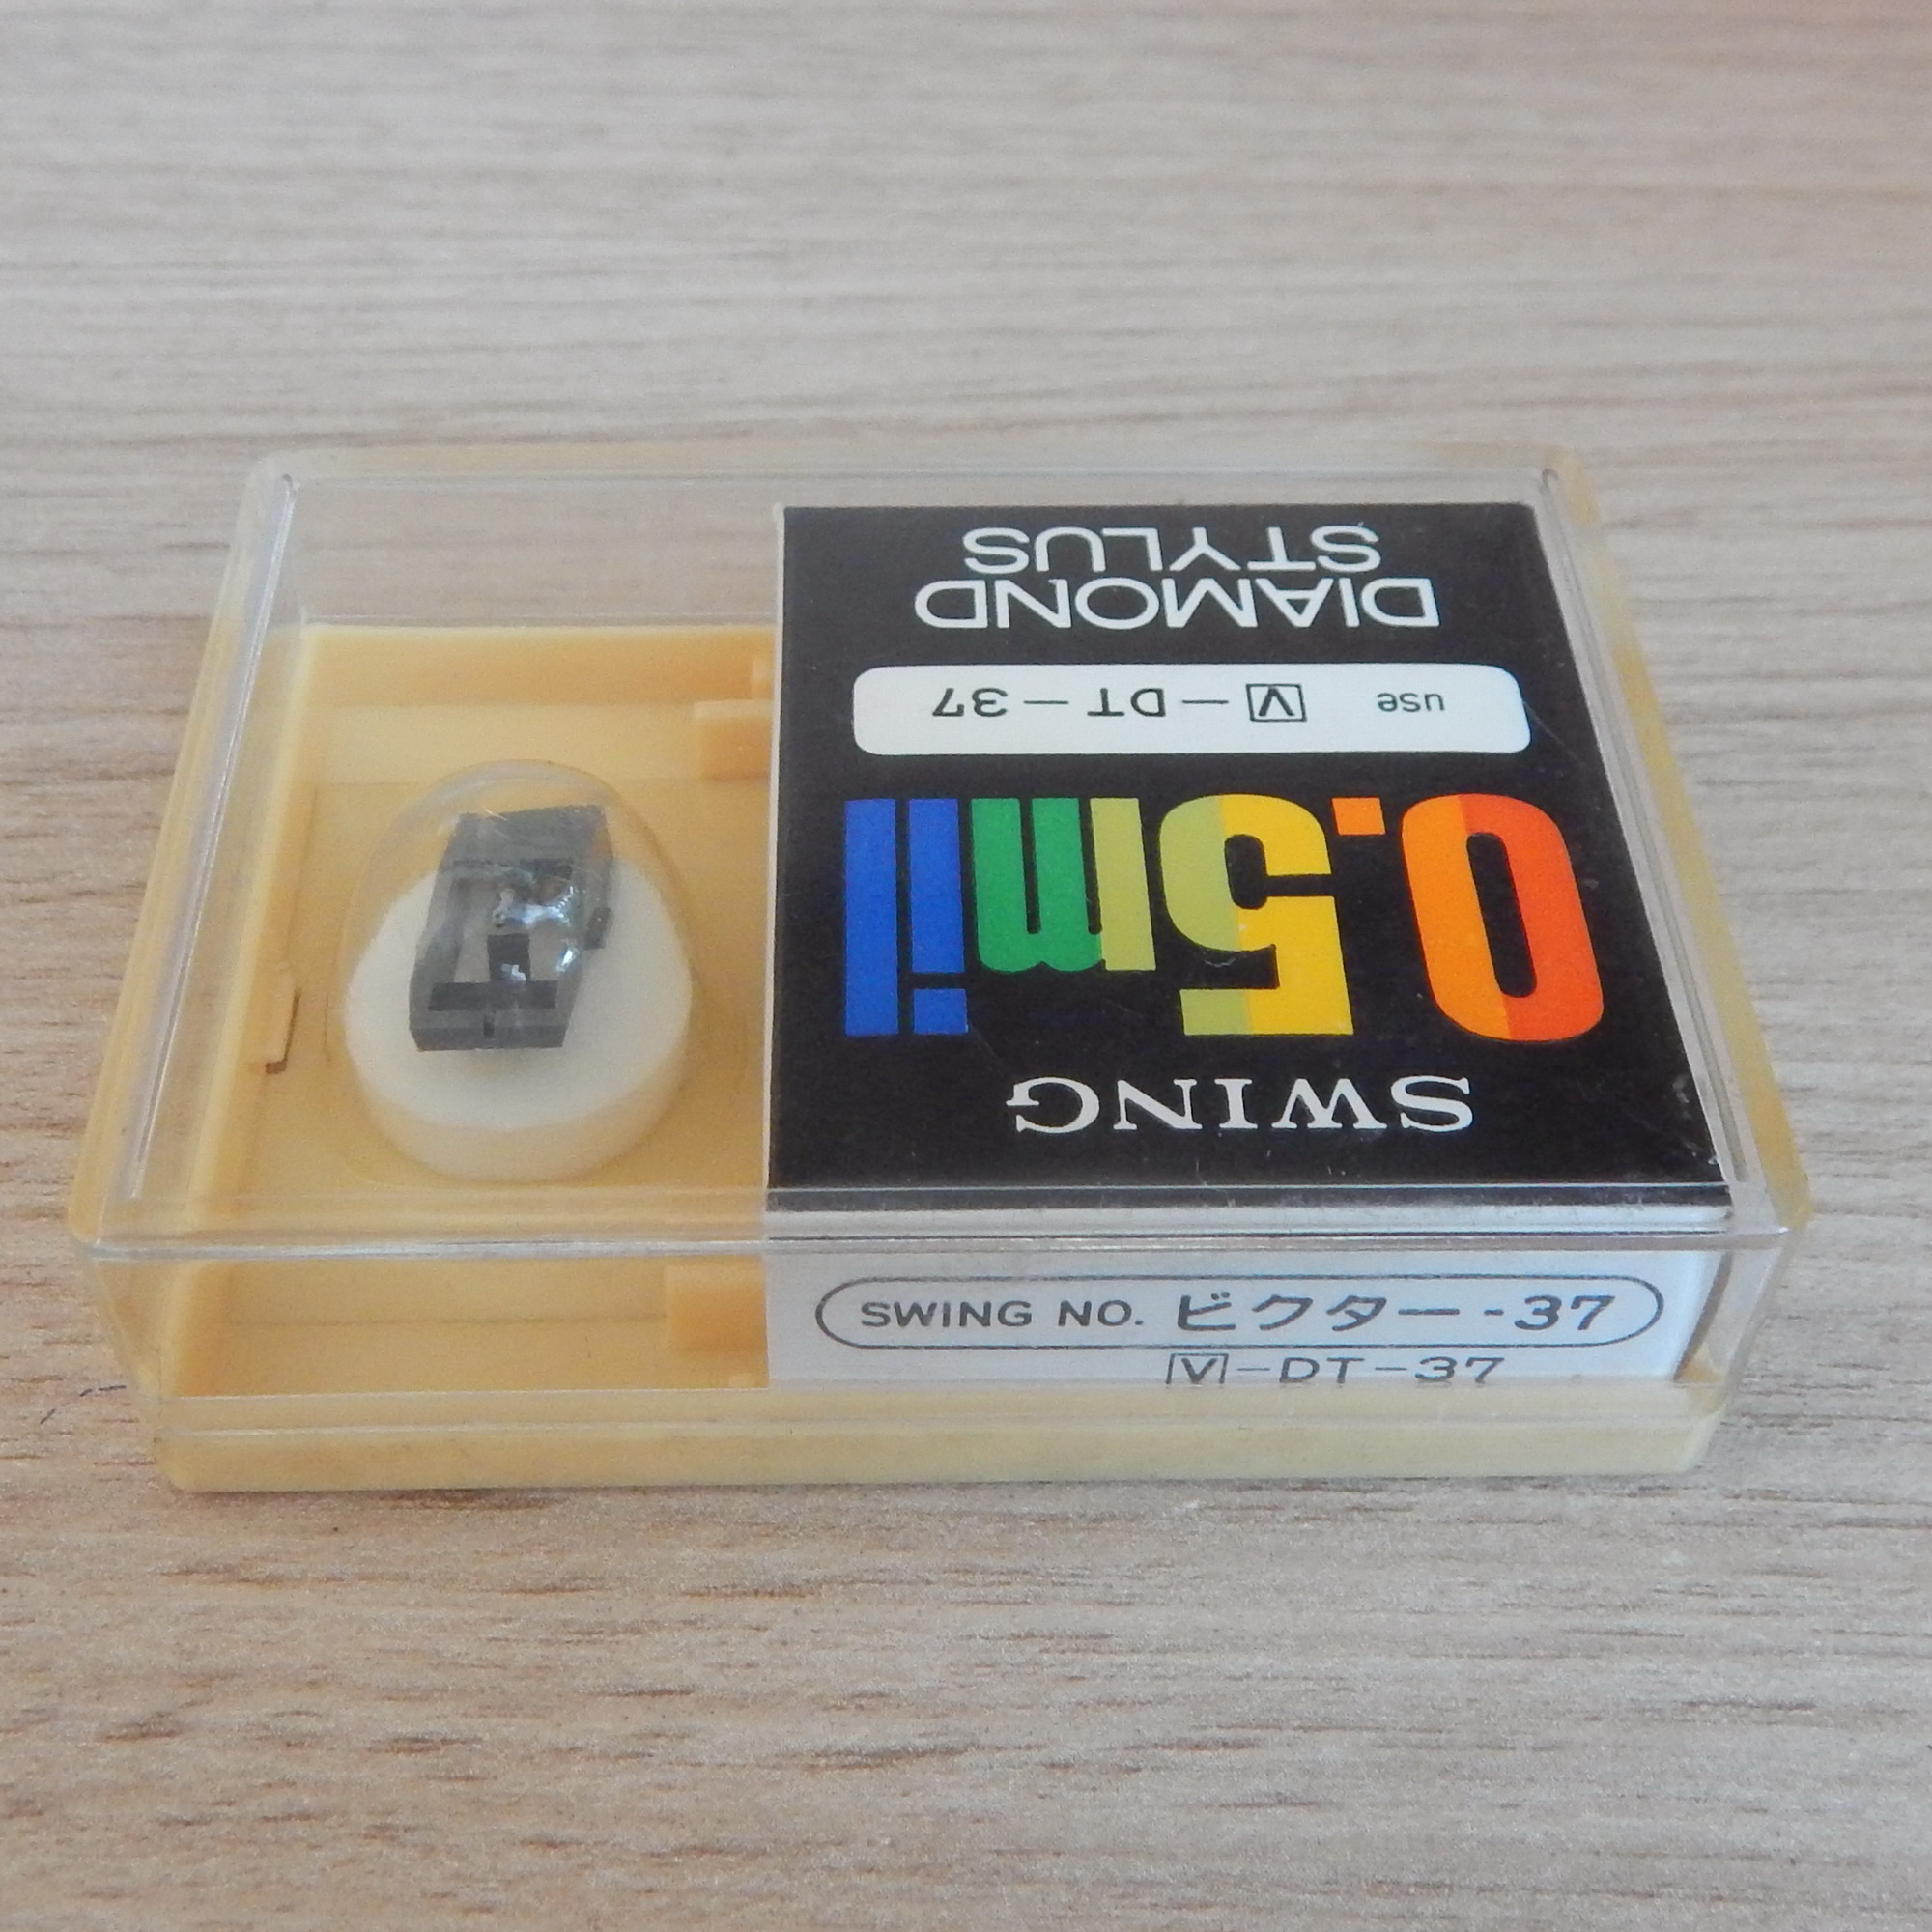 SWING
0.5mil
use V-DT-37
DIAMOND
STYLUS
SWING NO. ビクター-37
V-DT-37